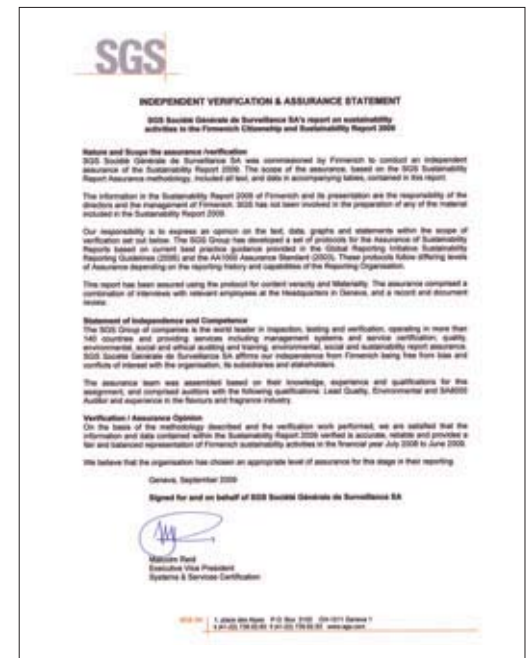 SGS
INDEPENDENT VERIFICATION & ASSURANCE STATEMENT
SGS Société Générale de Surveillance SA's report on sustainability
activities in the Firmenich Citizenship and Sustainability Report 2009
Nature and Scope the assurance /verification
SGS Société Générale de Surveillance SA was commissioned by Firmenich to conduct an independent
assurance of the Sustainability Report 2009. The scope of the assurance, based on the SGS Sustainability
Report Assurance methodology, included all text, and data in accompanying tables, contained in this report.
The information in the Sustainability Report 2009 of Firmenich and its presentation are the responsibility of the
directors and the management of Firmenich. SGS has not been involved in the preparation of any of the material
included in the Sustainability Report 2009.
Our responsibility is to express an opinion on the text, data, graphs and statements within the scope of
verification set out below. The SGS Group has developed a set of protocols for the Assurance of Sustainability
Reports based on current best practice guidance provided in the Global Reporting Initiative Sustainability
Reporting Guidelines (2006) and the AA1000 Assurance Standard (2003). These protocols follow differing levels
of Assurance depending on the reporting history and capabilities of the Reporting Organisation.
This report has been assured using the protocol for content veracity and Materiality. The assurance comprised a
combination of interviews with relevant employees at the Headquarters in Geneva, and a record and document
review.
Statement of Independence and Competence
The SGS Group of companies is the world leader in inspection, testing and verification, operating in more than
140 countries and providing services including management systems and service certification, quality,
environmental, social and ethical auditing and training, environmental, social and sustainability report assurance.
SGS Société Générale de Surveillance SA affirms our independence from Firmenich being free from bias and
conflicts of interest with the organisation, its subsidiaries and stakeholders.
The assurance team was assembled based on their knowledge, experience and qualifications for this
assignment, and comprised auditors with the following qualifications: Lead Quality, Environmental and SA8000
Auditor and experience in the flavours and fragrance industry.
Verification / Assurance Opinion
On the basis of the methodology described and the verification work performed, we are satisfied that the
information and data contained within the Sustainability Report 2009 verified is accurate, reliable and provides a
fair and balanced representation of Firmenich sustainability activities in the financial year July 2008 to June 2009.
We believe that the organisation has chosen an appropriate level of assurance for this stage in their reporting.
Geneva, September 2009
Signed for and on behalf of SGS Société Générale de Surveillance SA
Malcolm Reid
Executive Vice President
Systems & Services Certification
1, place des Alpes P.O. Box 2152 CH-1211 Geneva 1
www.sgs.com